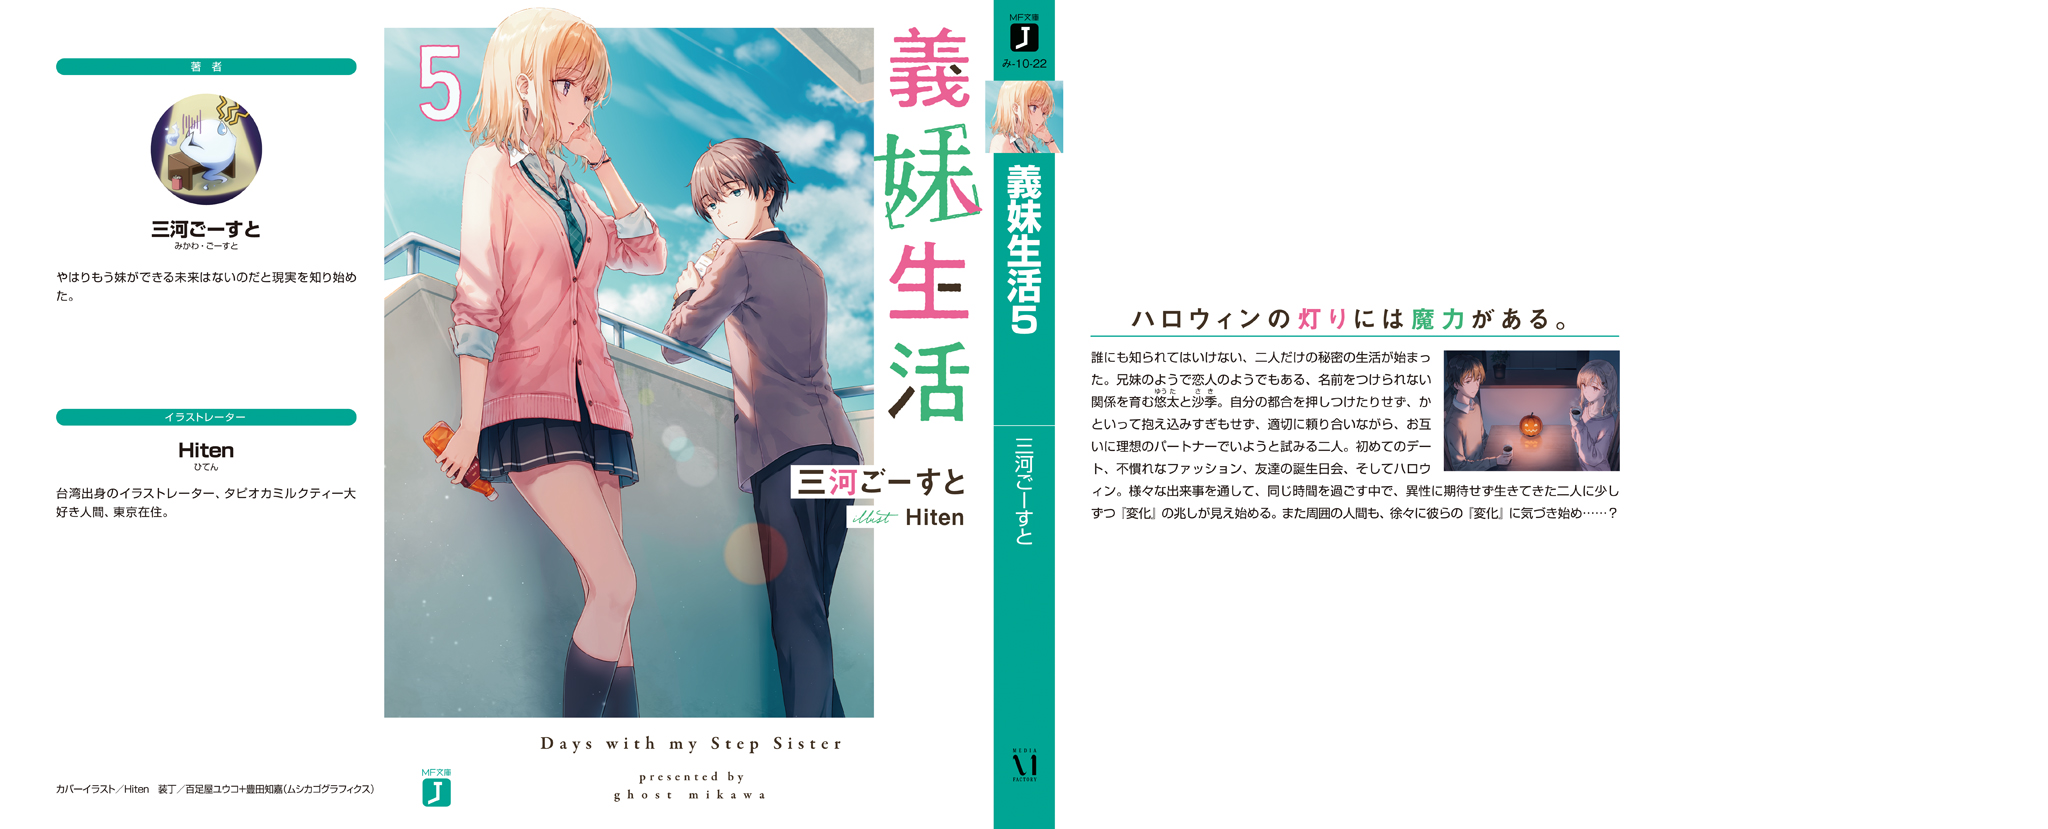 著 者
三河ごーすと
みかわ・ごーすと
やはりもう妹ができる未来はないのだと現実を知り始め
た。
イラストレーター
Hiten
ひてん
台湾出身のイラストレーター、タピオカミルクティー大
好き人間、東京在住。
カバーイラスト／Hiten　装丁／百足屋ユウコ+豊田知嘉(ムシカゴグラフィクス)
5
義妹生活
三河ごーすと
illust Hiten
Days with my Step Sister
presented by
ghost mikawa
MF文庫
J
MF文庫
J
み-10-22
義妹生活5
三河ごーすと
MEDIA
FACTORY
ハロウィンの灯りには魔力がある。
誰にも知られてはいけない、二人だけの秘密の生活が始まっ
た。兄妹のようで恋人のようでもある、名前をつけられない
ゆうた　さき
関係を育む悠太と沙季。自分の都合を押しつけたりせず、か
といって抱え込みすぎもせず、適切に頼り合いながら、お互
いに理想のパートナーでいようと試みる二人。初めてのデー
ト、不慣れなファッション、友達の誕生日会、そしてハロウ
ィン。様々な出来事を通して、同じ時間を過ごす中で、異性に期待せず生きてきた二人に少し
ずつ『変化』の兆しが見え始める。また周囲の人間も、徐々に彼らの『変化』に気づき始め……？